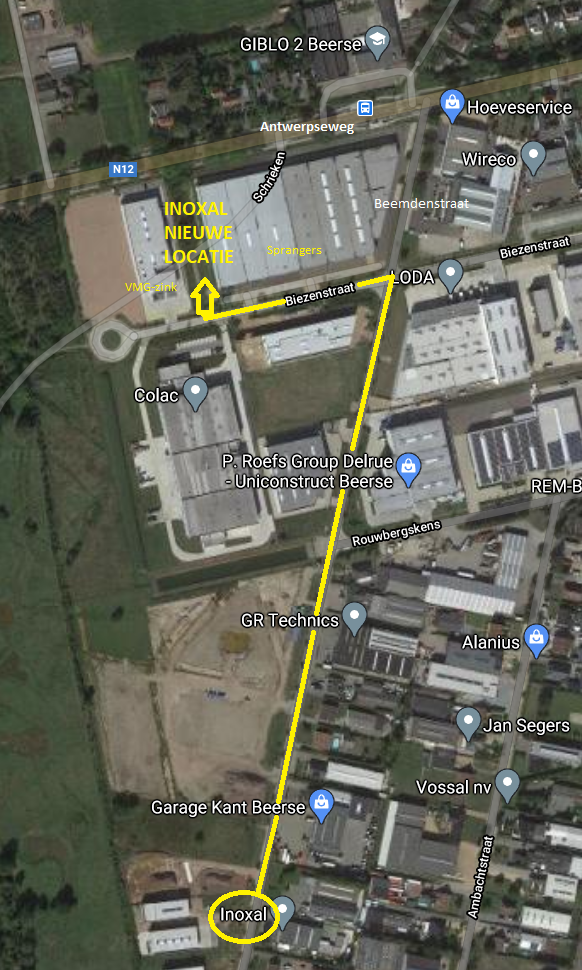 GIBLO 2 Beerse
Hoeveservice
Antwerpseweg
Wireco
N12
Schrieken
INOXAL
NIEUWE
LOCATIE
Beemdenstraat
Sprangers
Biezenstraat
LODA
VMG-zink
Biezenstraat
Colac
P. Roefs Group Delrue
- Uniconstruct Beerse
REM-B
Rouwbergskens
GR Technics
Alanius
Jan Segers
Vossal nv
Garage Kant Beerse
Ambachtstraat
Inoxal